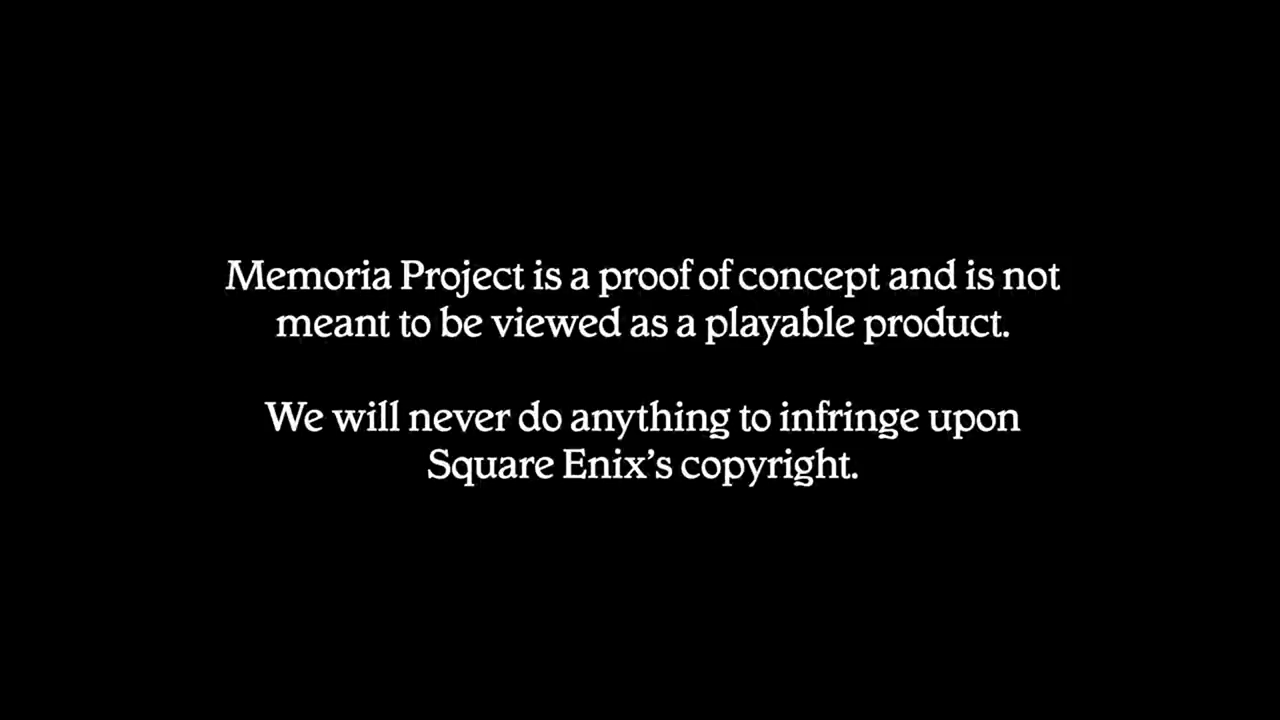 Memoria Project is a proof of concept and is not
meant to be viewed as a playable product.
We will never do anything to infringe upon
Square Enix’s copyright.